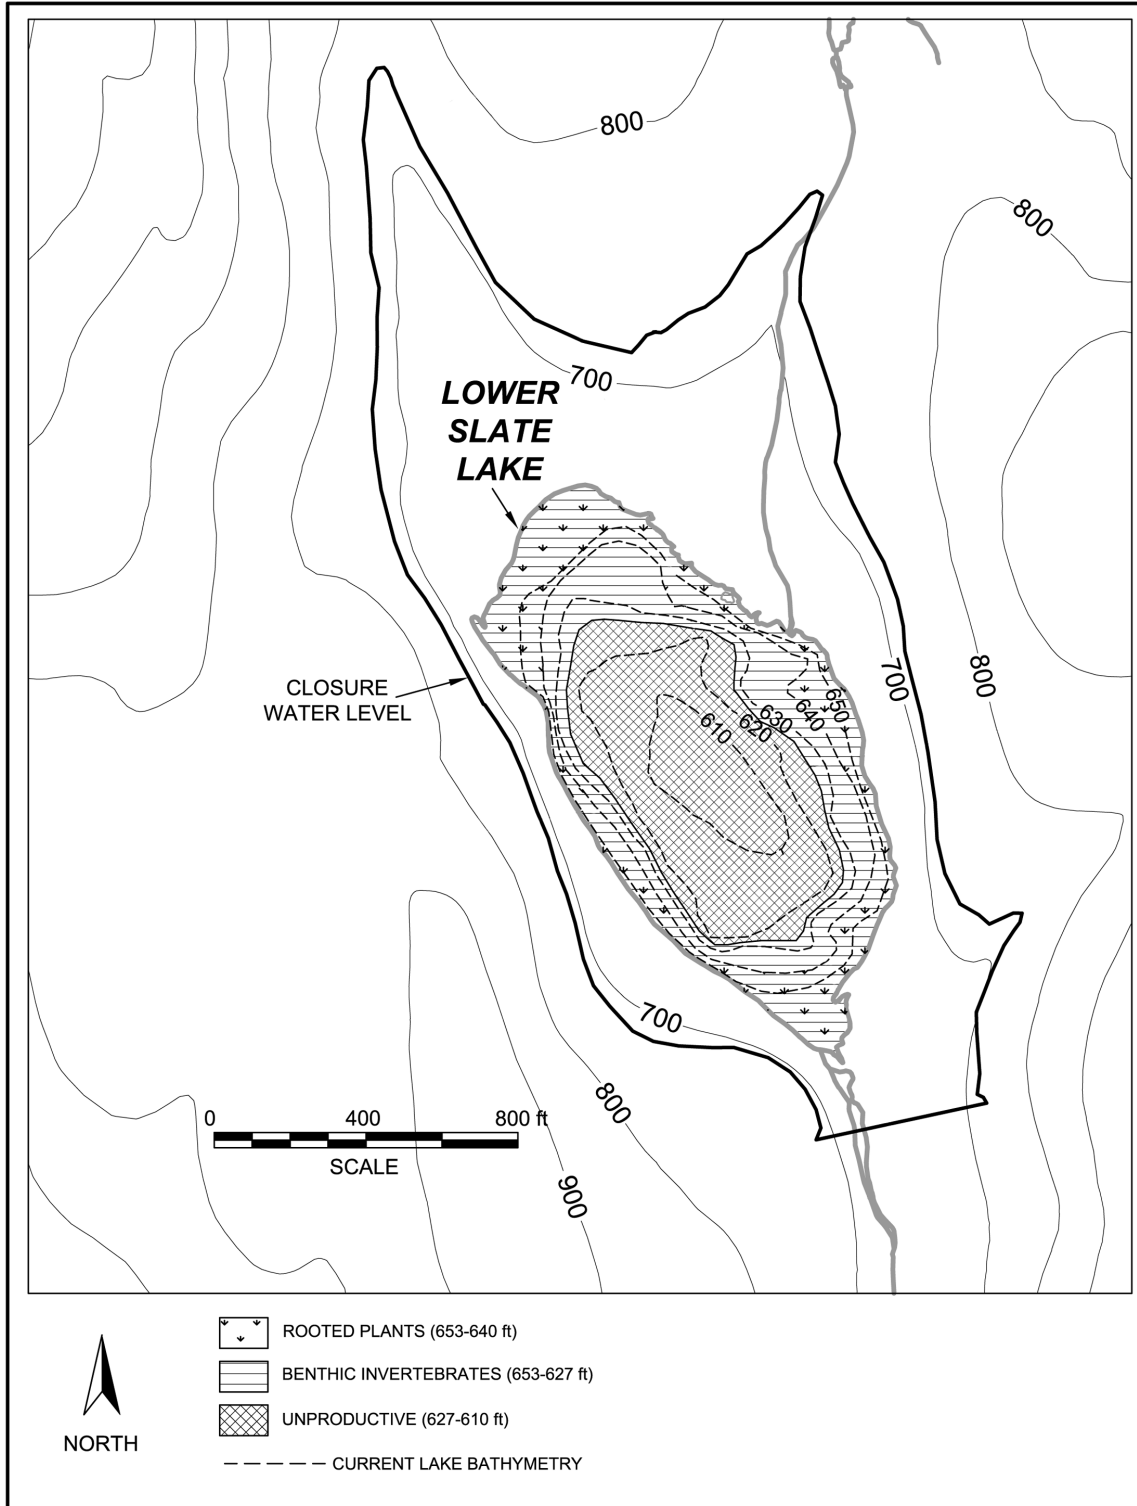 800
800
700
LOWER
SLATE
LAKE
CLOSURE
WATER LEVEL
700
800
650
640
630
620
610
700
800
900
0 400 800 ft
SCALE
NORTH
ROOTED PLANTS (653-640 ft)
BENTHIC INVERTEBRATES (653-627 ft)
UNPRODUCTIVE (627-610 ft)
CURRENT LAKE BATHYMETRY